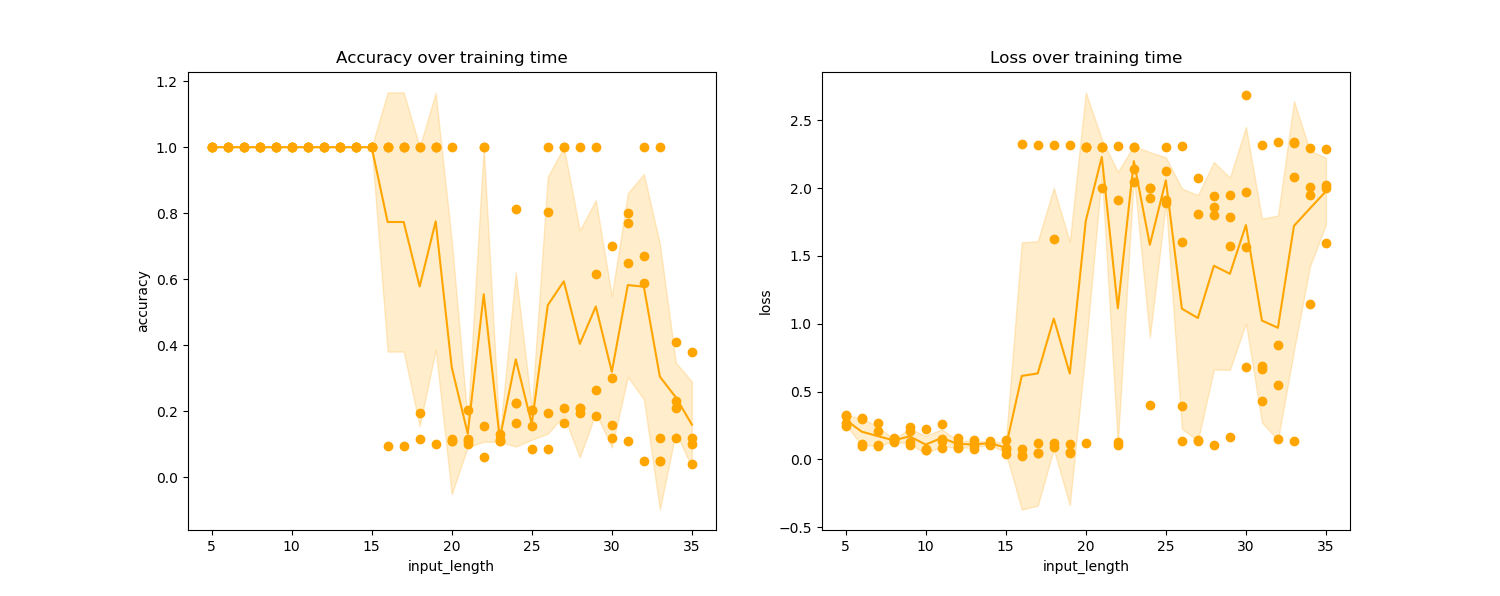 Accuracy over training time
1.2
1.0
0.8
0.6
0.4
0.2
0.0
accuracy
5 10 15 20 25 30 35
input_length
Loss over training time
2.5
2.0
1.5
1.0
0.5
0.0
−0.5
loss
5 10 15 20 25 30 35
input_length